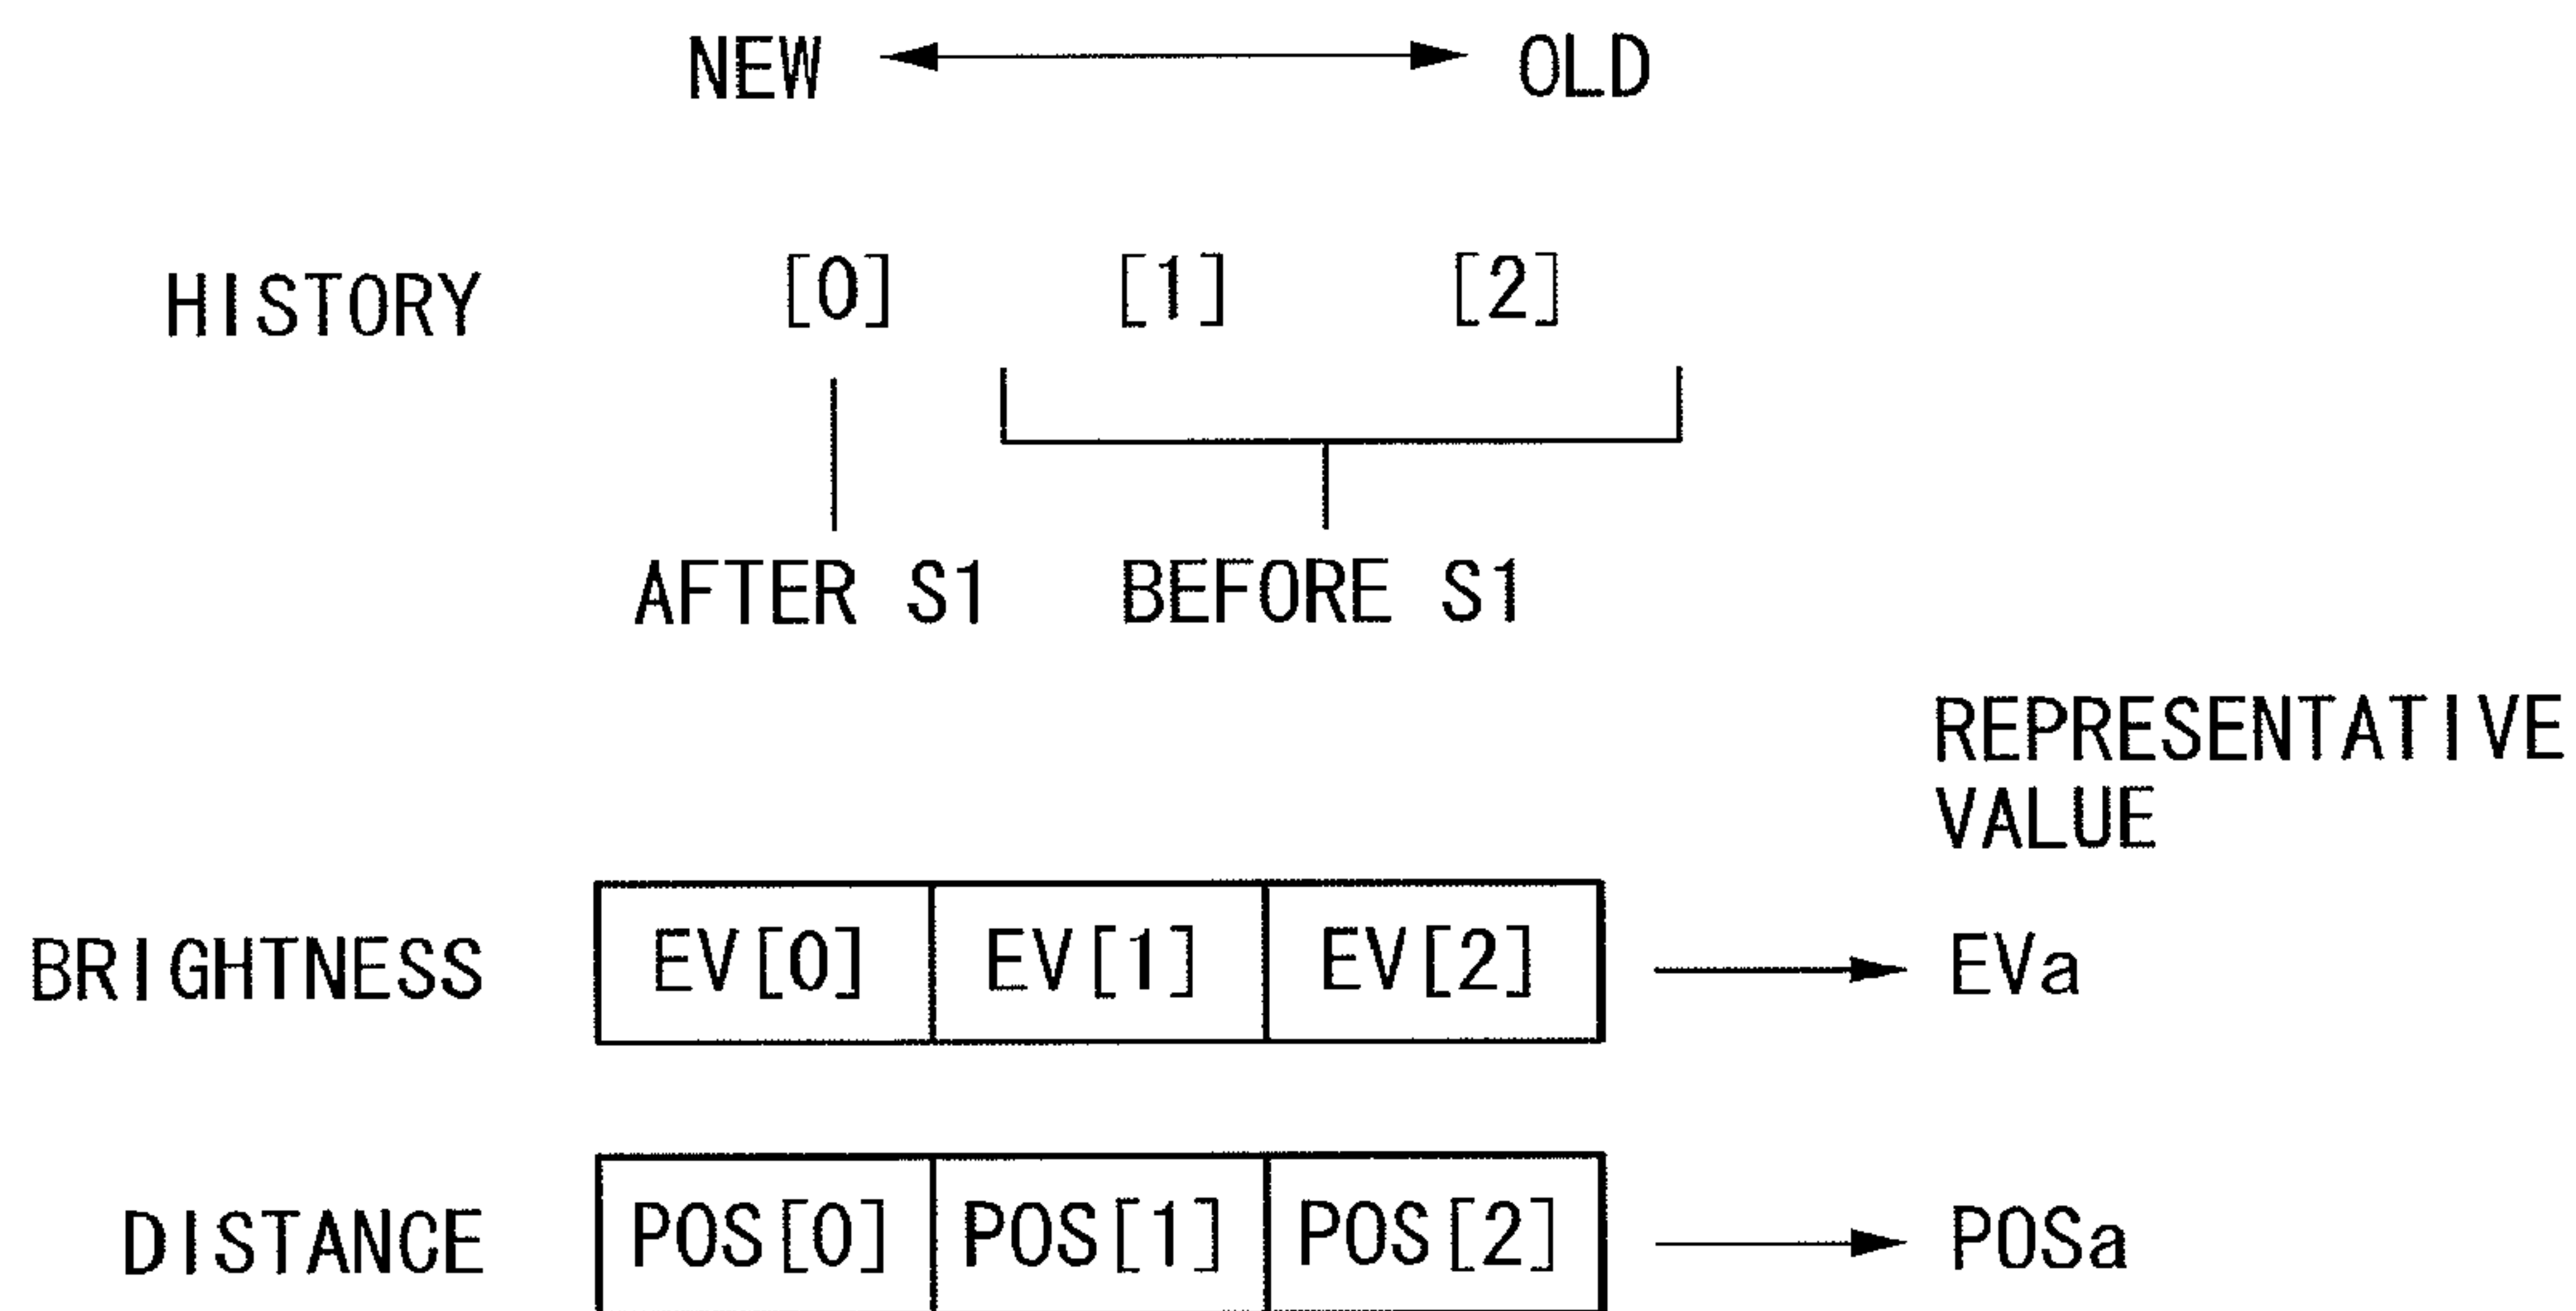 NEW OLD
HISTORY [0] [1] [2]
AFTER S1 BEFORE S1
REPRESENTATIVE
VALUE
BRIGHTNESS EV[0] EV[1] EV[2] EVa
DISTANCE POS[0] POS[1] POS[2] POSa